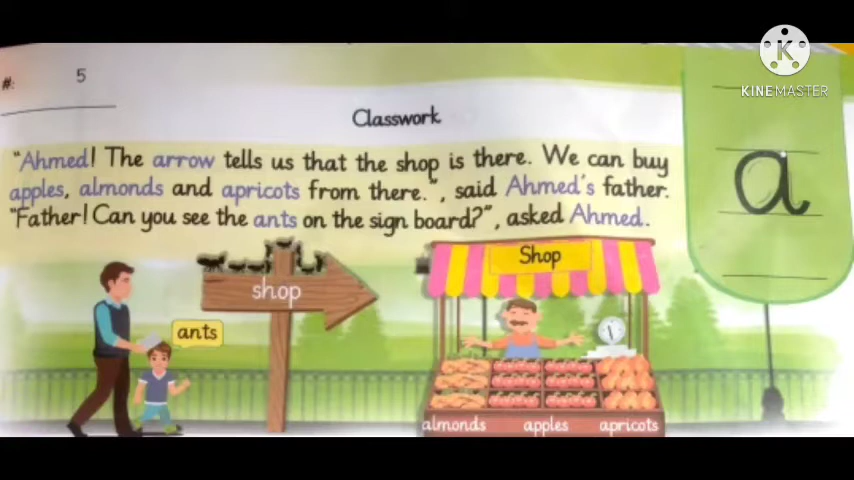 #:
5
KINEMASTER
Classwork
"Ahmed! The arrow tells us that the shop is there. We can buy
apples, almonds and apricots from there.", said Ahmed's father.
"Father! Can you see the ants on the sign board?", asked Ahmed.
a
shop
Shop
ants
almonds apples apricots